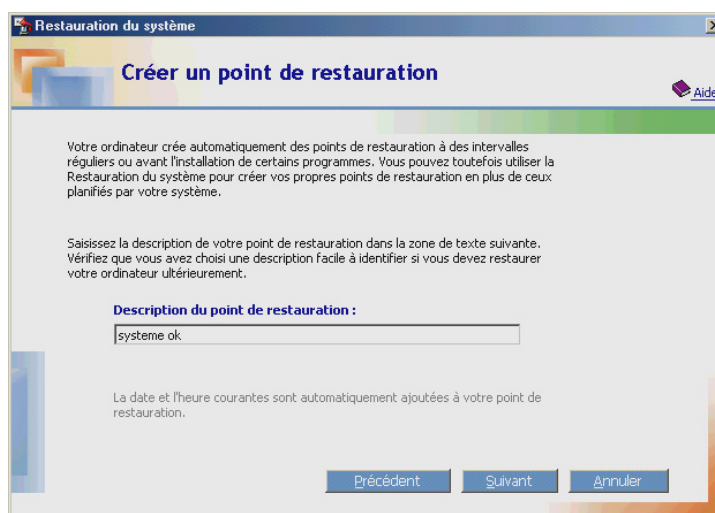 Restauration du système
Créer un point de restauration
Aide
Votre ordinateur crée automatiquement des points de restauration à des intervalles
réguliers ou avant l'installation de certains programmes. Vous pouvez toutefois utiliser la
Restauration du système pour créer vos propres points de restauration en plus de ceux
planifiés par votre système.
Saisissez la description de votre point de restauration dans la zone de texte suivante.
Vérifiez que vous avez choisi une description facile à identifier si vous devez restaurer
votre ordinateur ultérieurement.
Description du point de restauration :
systeme ok
La date et l'heure courantes sont automatiquement ajoutées à votre point de
restauration.
Précédent Suivant Annuler